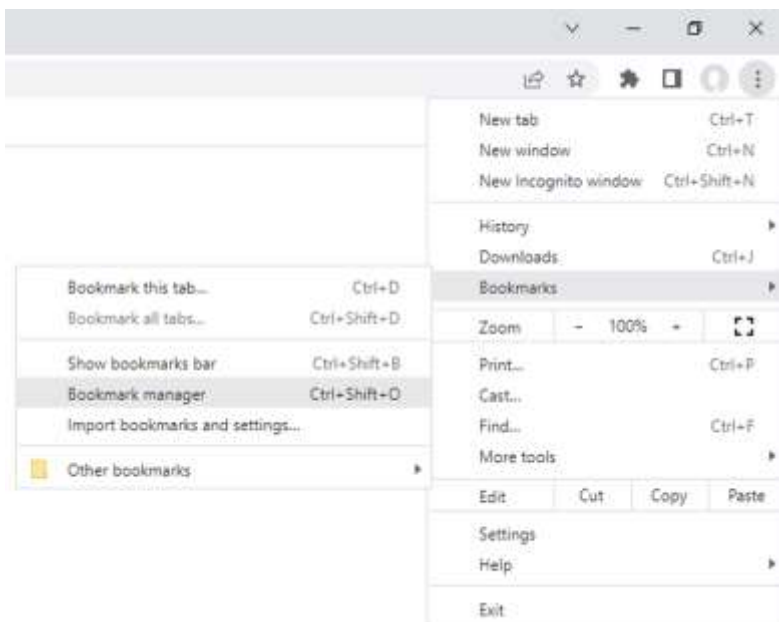 New tab Ctrl+T
New window Ctrl+N
New Incognito window Ctrl+Shift+N
History
Downloads Ctrl+J
Bookmarks
Zoom - 100% +
Print... Ctrl+P
Cast...
Find... Ctrl+F
More tools
Edit Cut Copy Paste
Settings
Help
Exit
Bookmark this tab... Ctrl+D
Bookmark all tabs... Ctrl+Shift+D
Show bookmarks bar Ctrl+Shift+B
Bookmark manager Ctrl+Shift+O
Import bookmarks and settings...
Other bookmarks